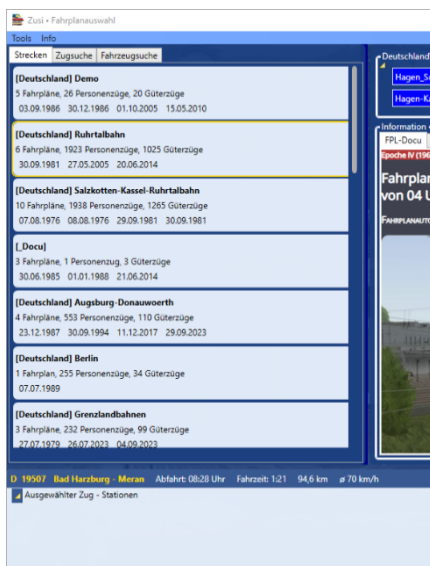 Zusi • Fahrplanauswahl
Tools Info
Strecken Zugsuche Fahrzeugsuche
[Deutschland] Demo
5 Fahrpläne, 26 Personenzüge, 20 Güterzüge
03.09.1986 30.12.1986 01.10.2005 15.05.2010
[Deutschland] Ruhrtalbahn
6 Fahrpläne, 1923 Personenzüge, 1025 Güterzüge
30.09.1981 27.05.2005 20.06.2014
[Deutschland] Salzkotten-Kassel-Ruhrtalbahn
10 Fahrpläne, 1938 Personenzüge, 1265 Güterzüge
07.08.1976 08.08.1976 29.09.1981 30.09.1981
[_Docu]
3 Fahrpläne, 1 Personenzug, 3 Güterzüge
30.06.1985 01.01.1988 21.06.2014
[Deutschland] Augsburg-Donauwoerth
4 Fahrpläne, 553 Personenzüge, 110 Güterzüge
23.12.1987 30.09.1994 11.12.2017 29.09.2023
[Deutschland] Berlin
1 Fahrplan, 255 Personenzüge, 34 Güterzüge
07.07.1989
[Deutschland] Grenzlandbahnen
3 Fahrpläne, 232 Personenzüge, 99 Güterzüge
27.07.1979 26.07.2023 04.09.2023
Deutschland
Hagen_S
Hagen-K
Information •
FPL-Docu
Epoche IV (196
Fahrplan
von 04 U
FAHRPLANAUTO
D 19507 Bad Harzburg - Meran Abfahrt: 08:28 Uhr Fahrzeit: 1:21 94,6 km ø 70 km/h
Ausgewählter Zug - Stationen